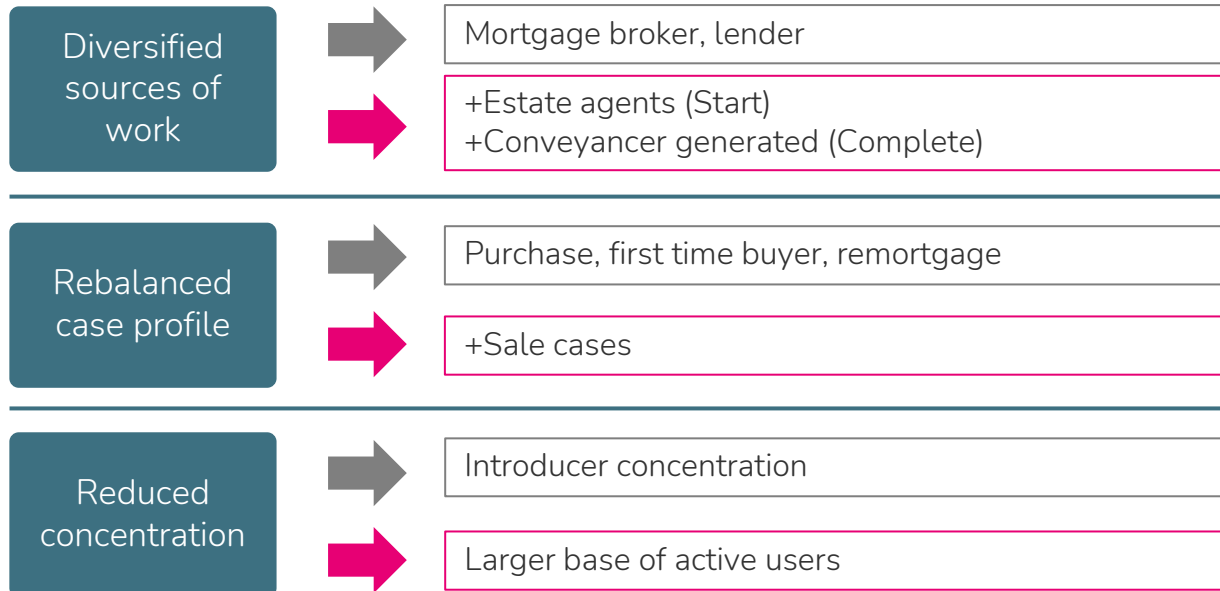 Diversified
sources of
work
Mortgage broker, lender
+Estate agents (Start)
+Conveyancer generated (Complete)
Rebalanced
case profile
Purchase, first time buyer, remortgage
+Sale cases
Reduced
concentration
Introducer concentration
Larger base of active users